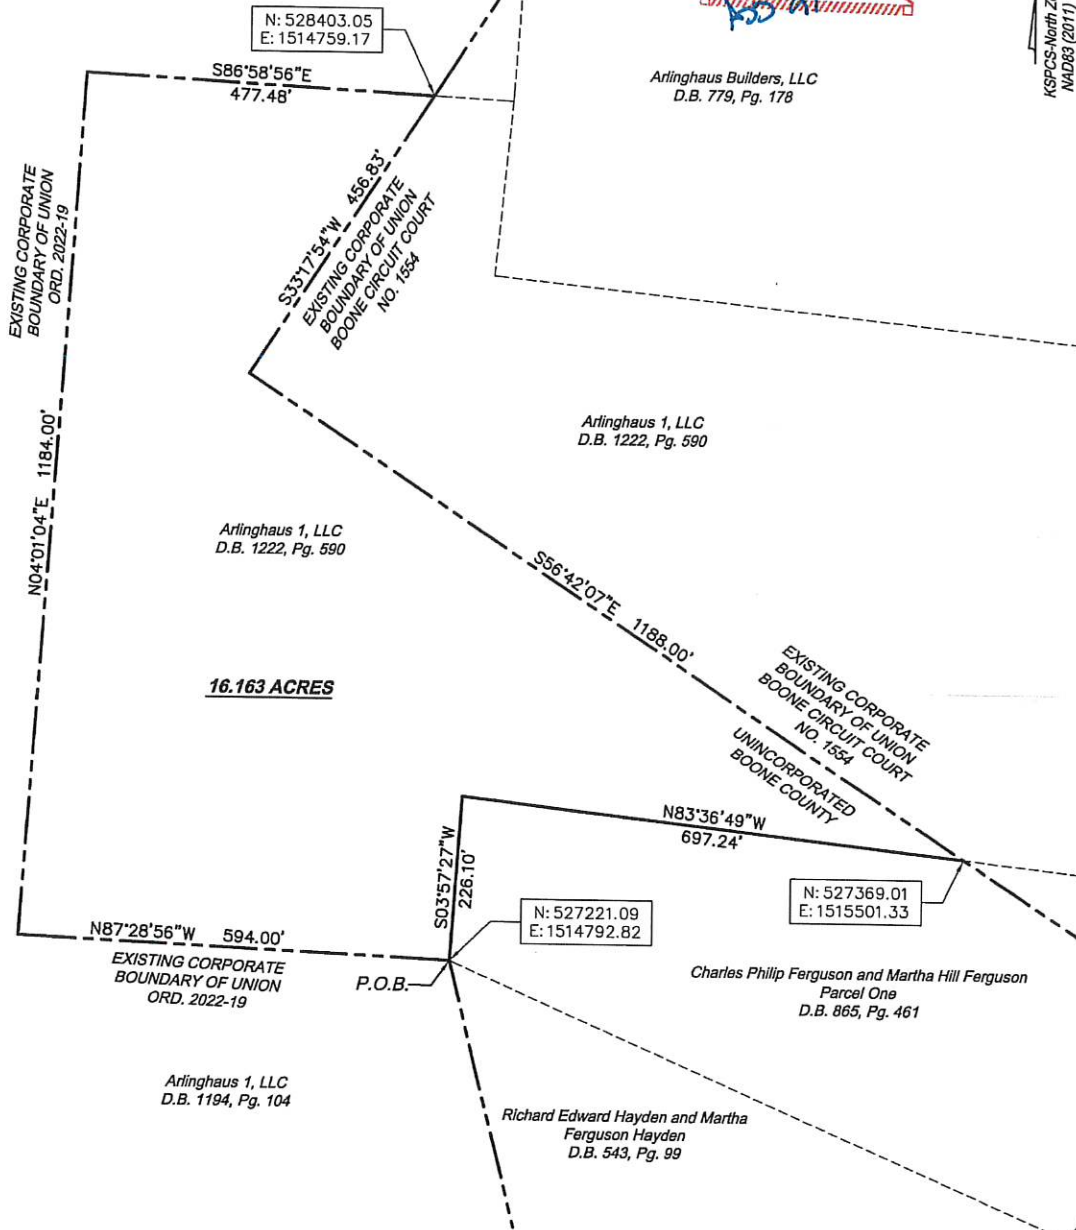 N: 528403.05
E: 1514759.17
S86°58'56"E
477.48'
Arlinghaus Builders, LLC
D.B. 779, Pg. 178
NAD83 (2011)
EXISTING CORPORATE
BOUNDARY OF UNION
ORD. 2022-19
S33°17'54"W 456.83'
EXISTING CORPORATE
BOUNDARY OF UNION
BOONE CIRCUIT COURT
NO. 1554
N04°01'04"E 1184.00'
Arlinghaus 1, LLC
D.B. 1222, Pg. 590
Arlinghaus 1, LLC
D.B. 1222, Pg. 590
S56°42'07"E 1188.00'
16.163 ACRES
EXISTING CORPORATE
BOUNDARY OF UNION
BOONE CIRCUIT COURT
NO. 1554
UNINCORPORATED
BOONE COUNTY
N83°36'49"W
697.24'
S03°57'27"W
226.10'
N: 527369.01
E: 1515501.33
N: 527221.09
E: 1514792.82
N87°28'56"W 594.00'
EXISTING CORPORATE
BOUNDARY OF UNION
ORD. 2022-19
P.O.B.
Charles Philip Ferguson and Martha Hill Ferguson
Parcel One
D.B. 865, Pg. 461
Arlinghaus 1, LLC
D.B. 1194, Pg. 104
Richard Edward Hayden and Martha
Ferguson Hayden
D.B. 543, Pg. 99
KSPCS-North